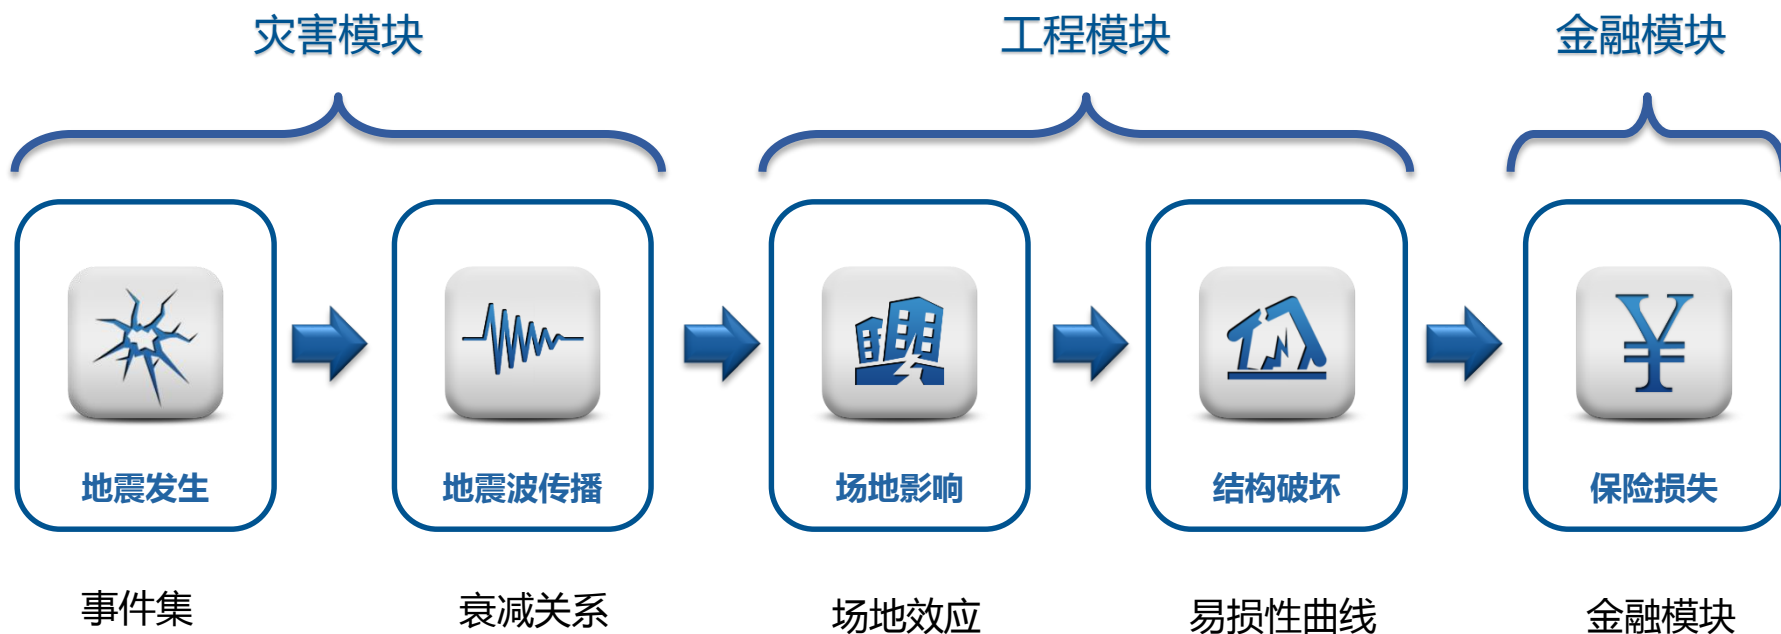 灾害模块
工程模块
金融模块
地震发生
地震波传播
场地影响
结构破坏
¥
保险损失
事件集
衰减关系
场地效应
易损性曲线
金融模块